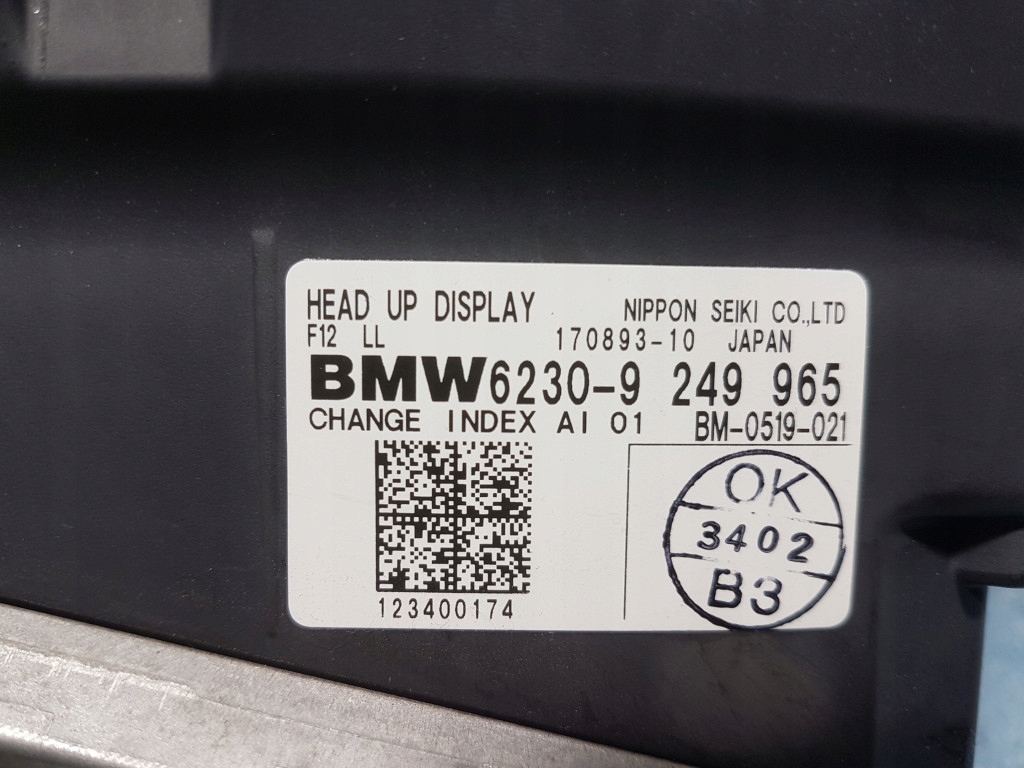 HEAD UP DISPLAY NIPPON SEIKI CO.,LTD
F12 LL 170893-10 JAPAN
BMW6230-9 249 965
CHANGE INDEX AI 01 BM-0519-021
OK
3402
B3
123400174